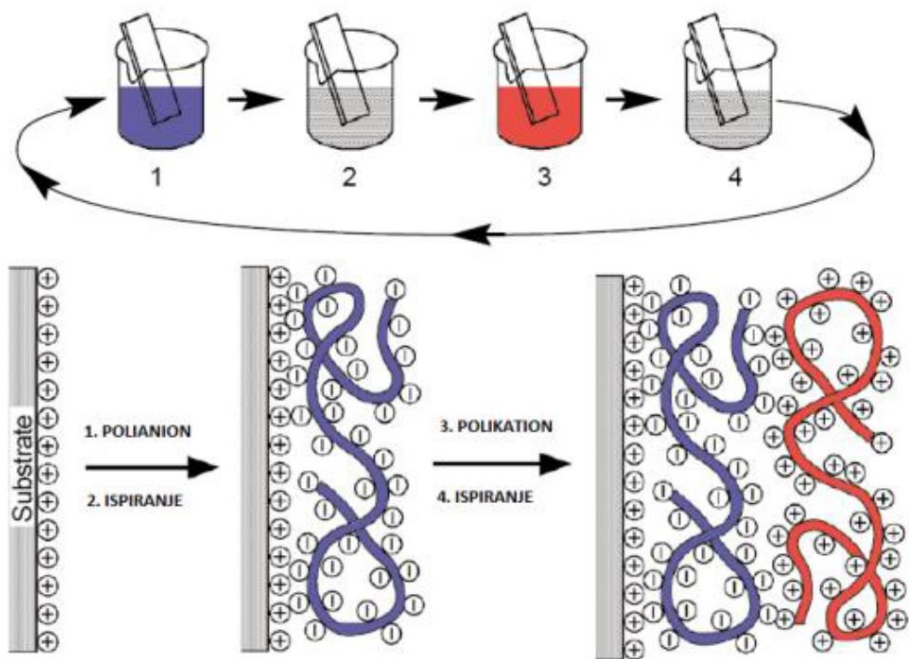 1 2 3 4
Substrate
1. POLIANION
2. ISPIRANJE
3. POLIKATION
4. ISPIRANJE